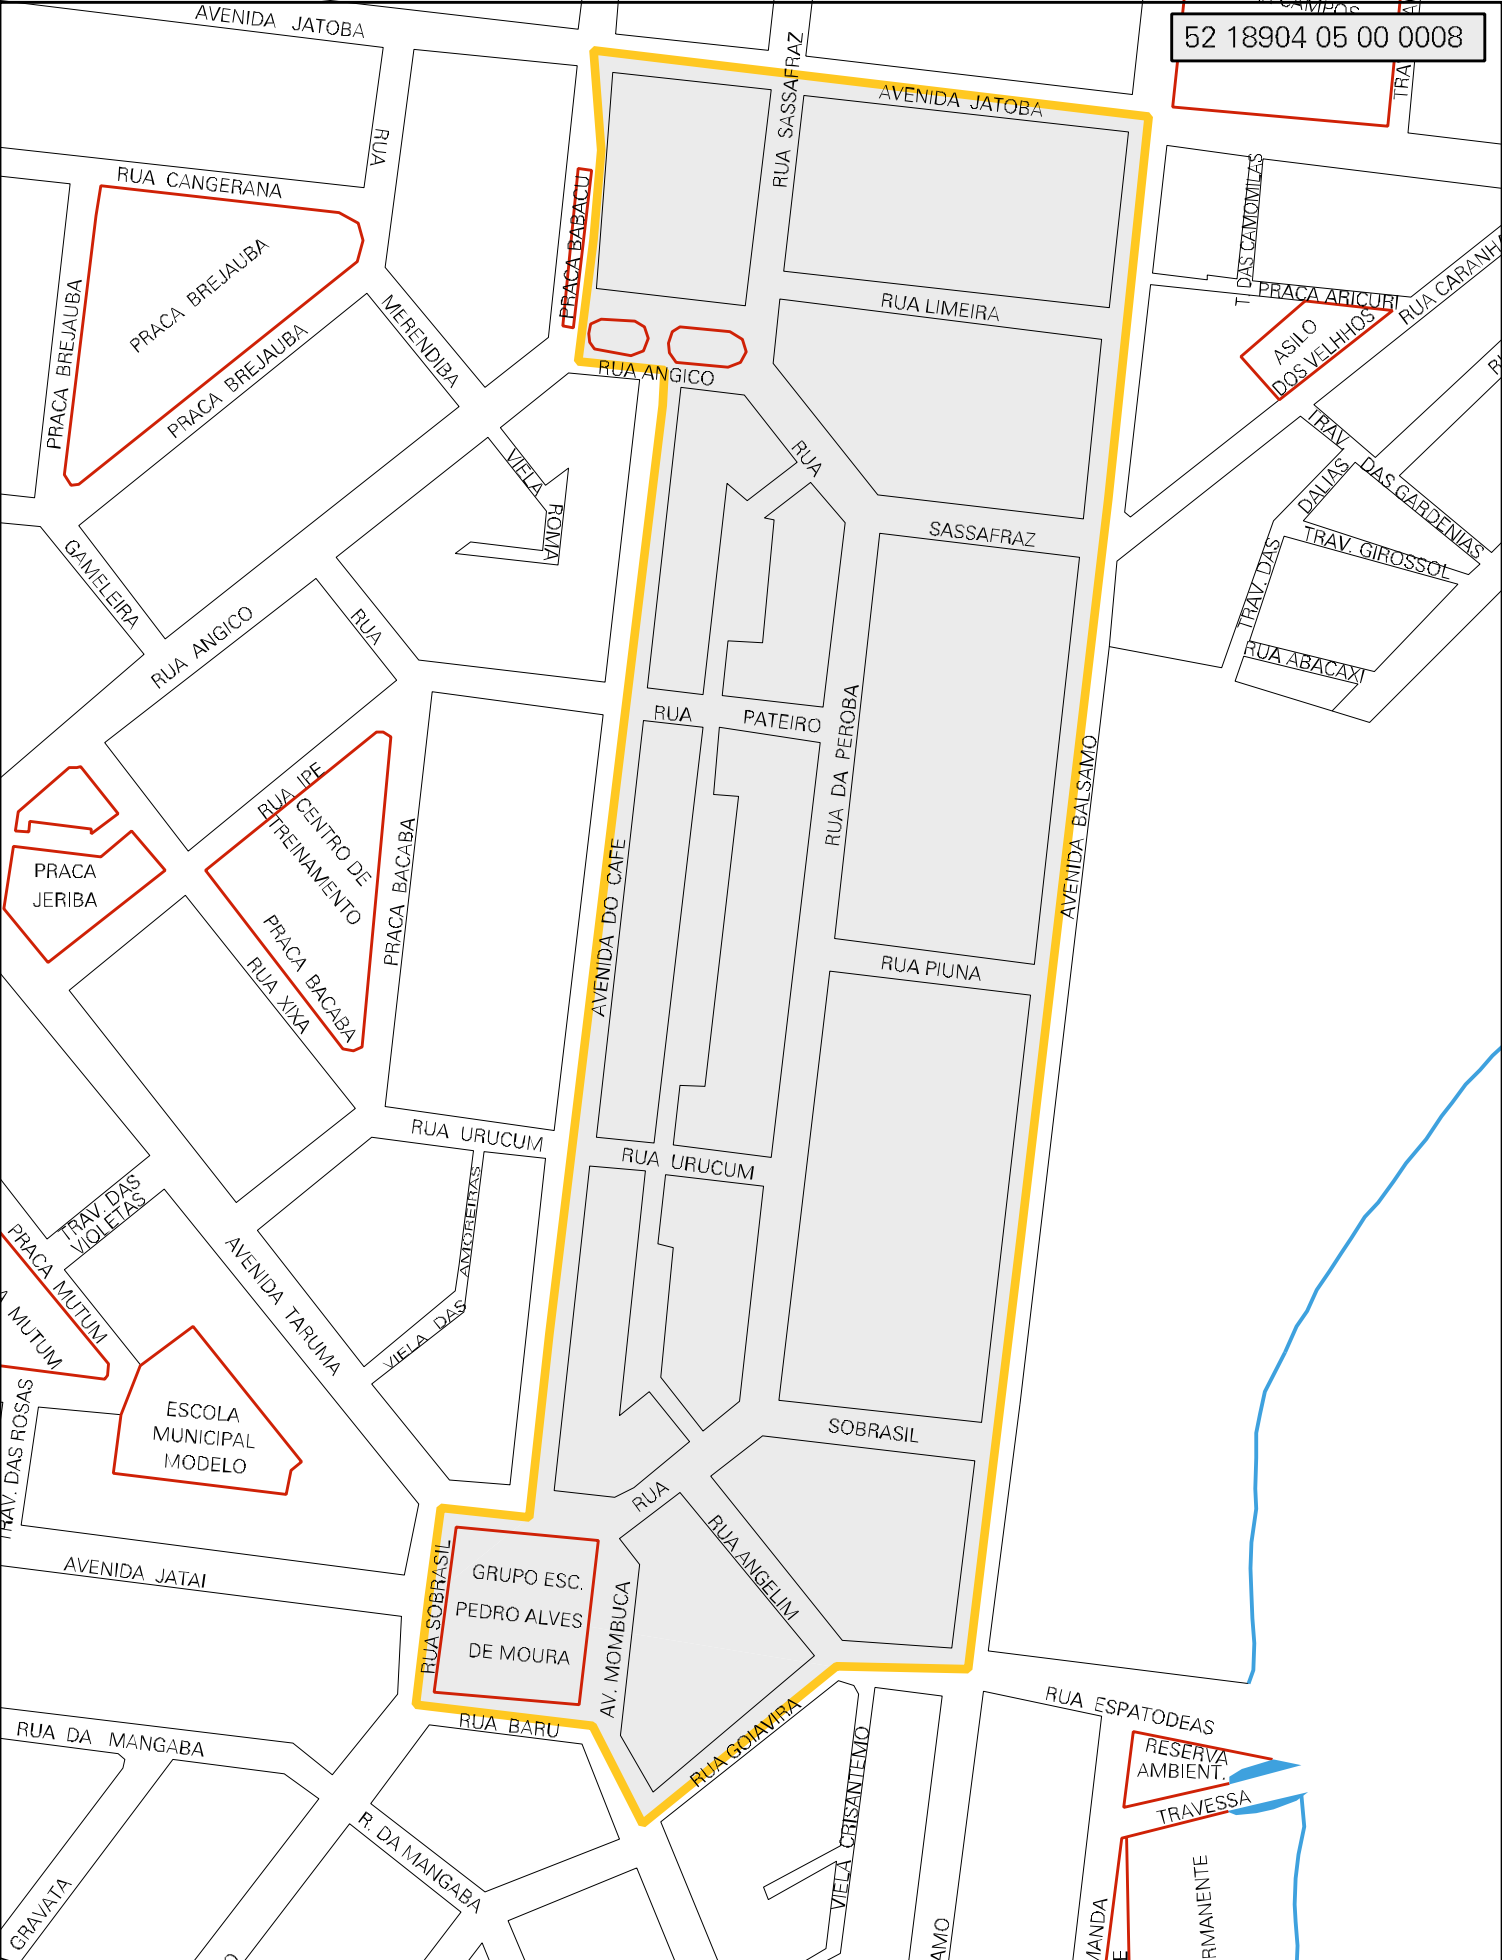 AVENIDA JATOBA
52 18904 05 00 0008
RUA SASSAFRAZ
AVENIDA JATOBA
RUA
RUA CANGERANA
PRACA BREJAUBA
PRACA BREJAUBA
PRACA BREJAUBA
MERENDIBA
PRACA BABACU
T. DAS CAMOMILAS
PRACA ARICURI
RUA CARANHA
ASILO
DOS VELHHOS
RUA LIMEIRA
RUA ANGICO
RUA
SASSAFRAZ
VIELA
ROMA
TRAV.
DAS GARDENIAS
DALIAS
TRAV. DAS
TRAV. GIROSSOL
RUA ABACAXI
GAMELEIRA
RUA ANGICO
RUA
RUA
PATEIRO
RUA DA PEROBA
AVENIDA BALSAMO
RUA IPE
CENTRO DE
TREINAMENTO
PRACA BACABA
PRACA BACABA
RUA XIXA
PRACA
JERIBA
AVENIDA DO CAFE
RUA PIUNA
RUA URUCUM
RUA URUCUM
AMOREIRAS
VIELA DAS
TRAV. DAS
VIOLETAS
AVENIDA TARUMA
PRACA MUTUM
A MUTUM
ESCOLA
MUNICIPAL
MODELO
TRAV. DAS ROSAS
SOBRASIL
RUA
RUA ANGELIM
AVENIDA JATAI
RUA SOBRASIL
GRUPO ESC.
PEDRO ALVES
DE MOURA
AV. MOMBUCA
RUA BARU
RUA GOIAVIRA
RUA DA MANGABA
R. DA MANGABA
GRAVATA
VIELA CRISANTEMO
RUA ESPATODEAS
RESERVA
AMBIENT.
TRAVESSA
AMO
MANDA
RMANENTE